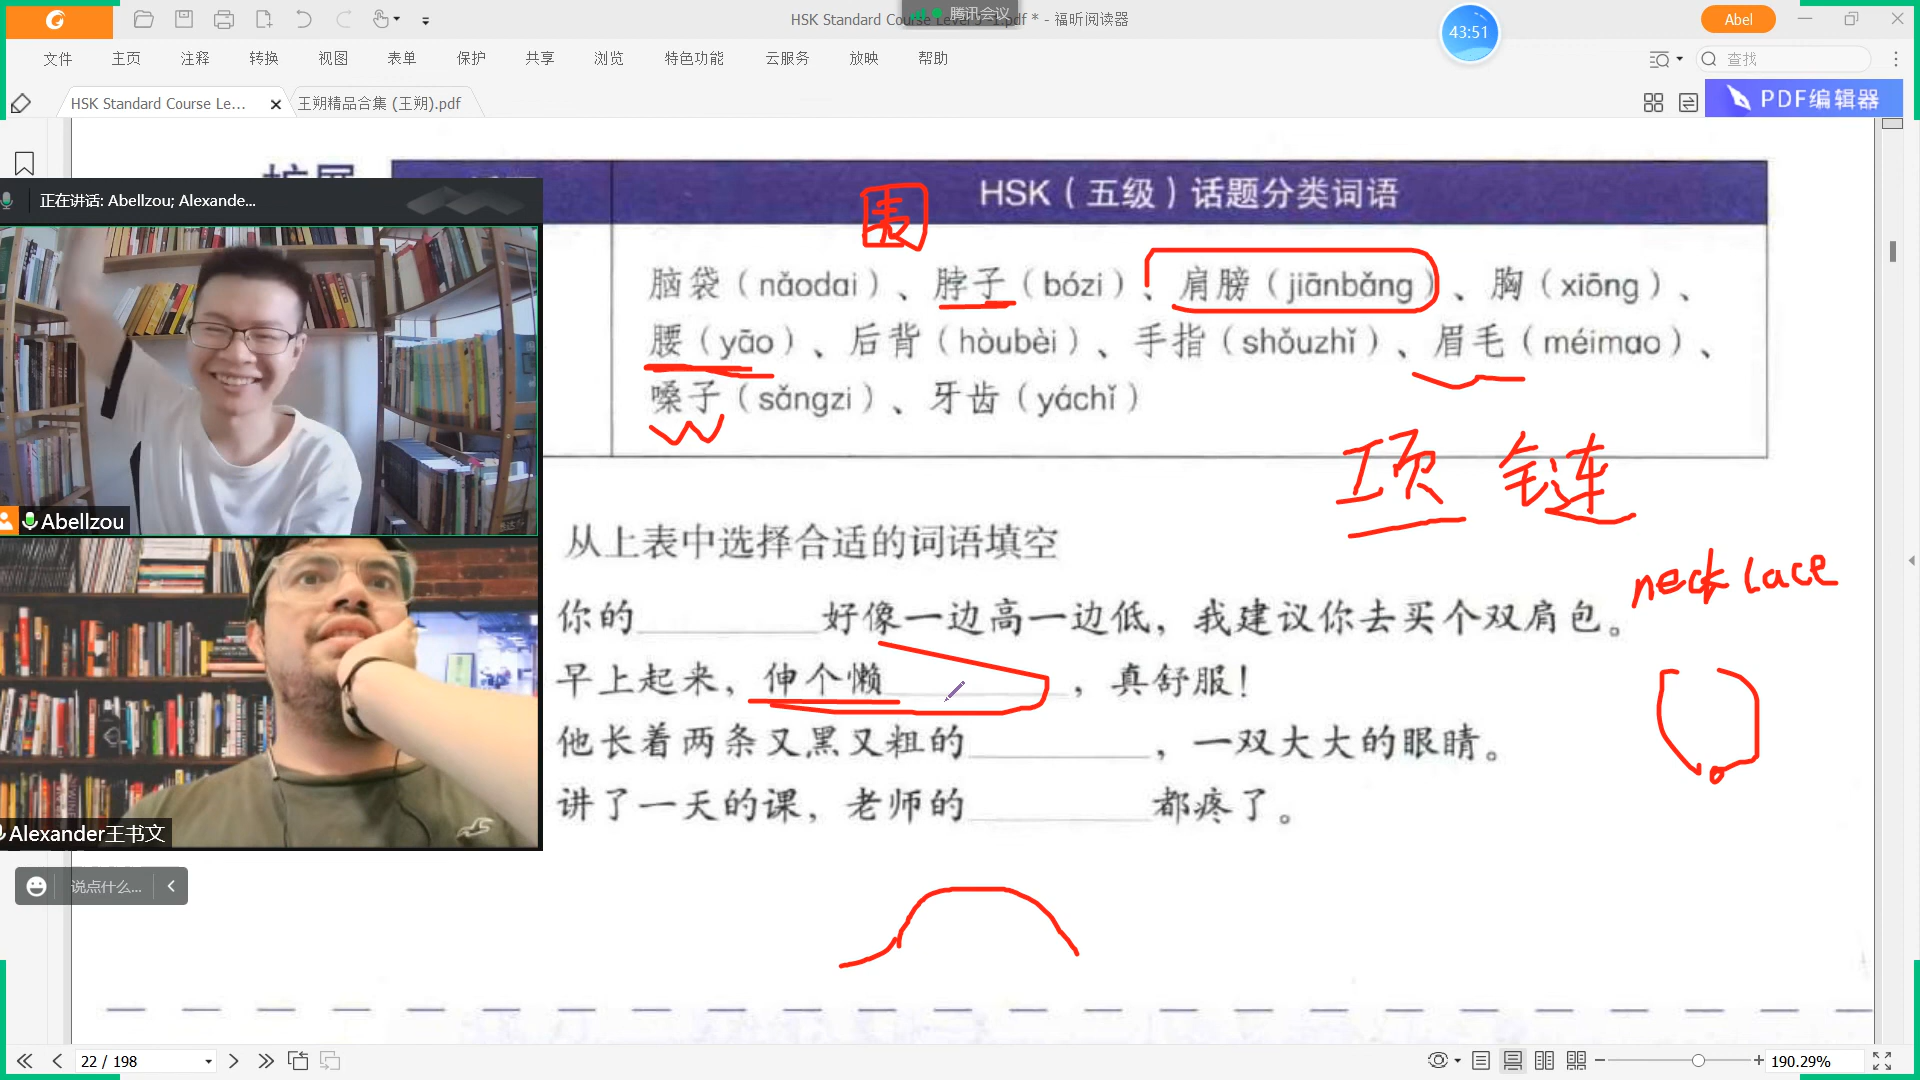 HSK Standard Course Le
.pdf * - 福昕阅读器
腾讯会议
43:51
Abel
文件 主页 注释 转换 视图 表单 保护 共享 浏览 特色功能 云服务 放映 帮助
查找
HSK Standard Course Le...
王朔精品合集 (王朔).pdf
PDF编辑器
正在讲话: Abellzou; Alexande...
HSK（五级）话题分类词语
围
脑袋（nǎodai）、脖子（bózi）、肩膀（jiānbǎng）、胸（xiōng）、
腰（yāo）、后背（hòubèi）、手指（shǒuzhǐ）、眉毛（méimao）、
嗓子（sǎngzi）、牙齿（yáchǐ）
项链
necklace
从上表中选择合适的词语填空
你的_________好像一边高一边低，我建议你去买个双肩包。
早上起来，伸个懒_________，真舒服！
他长着两条又黑又粗的_________，一双大大的眼睛。
讲了一天的课，老师的_________都疼了。
Abellzou
Alexander王书文
说点什么...
22 / 198
190.29%